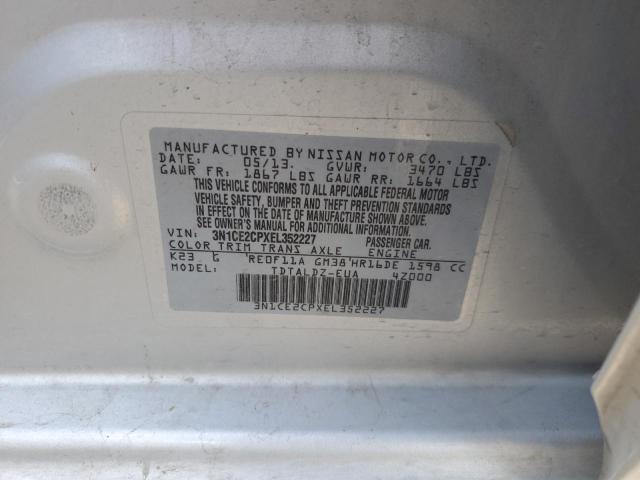 MANUFACTURED BY NISSAN MOTOR CO., LTD.
DATE: 05/13. GVWR: 3470 LBS
GAWR FR: 1867 LBS GAWR RR: 1664 LBS
THIS VEHICLE CONFORMS TO ALL APPLICABLE FEDERAL MOTOR
VEHICLE SAFETY, BUMPER AND THEFT PREVENTION STANDARDS
IN EFFECT ON THE DATE OF MANUFACTURE SHOWN ABOVE.
SEE OWNER'S MANUAL FOR ADDITIONAL INFORMATION
VIN: 3N1CE2CPXEL352227 PASSENGER CAR.
COLOR TRIM TRANS AXLE ENGINE
K23 G RE0F11A GM38 HR16DE 1598 CC
MODEL: TDTALDZ-EUA 4Z000
3N1CE2CPXEL352227